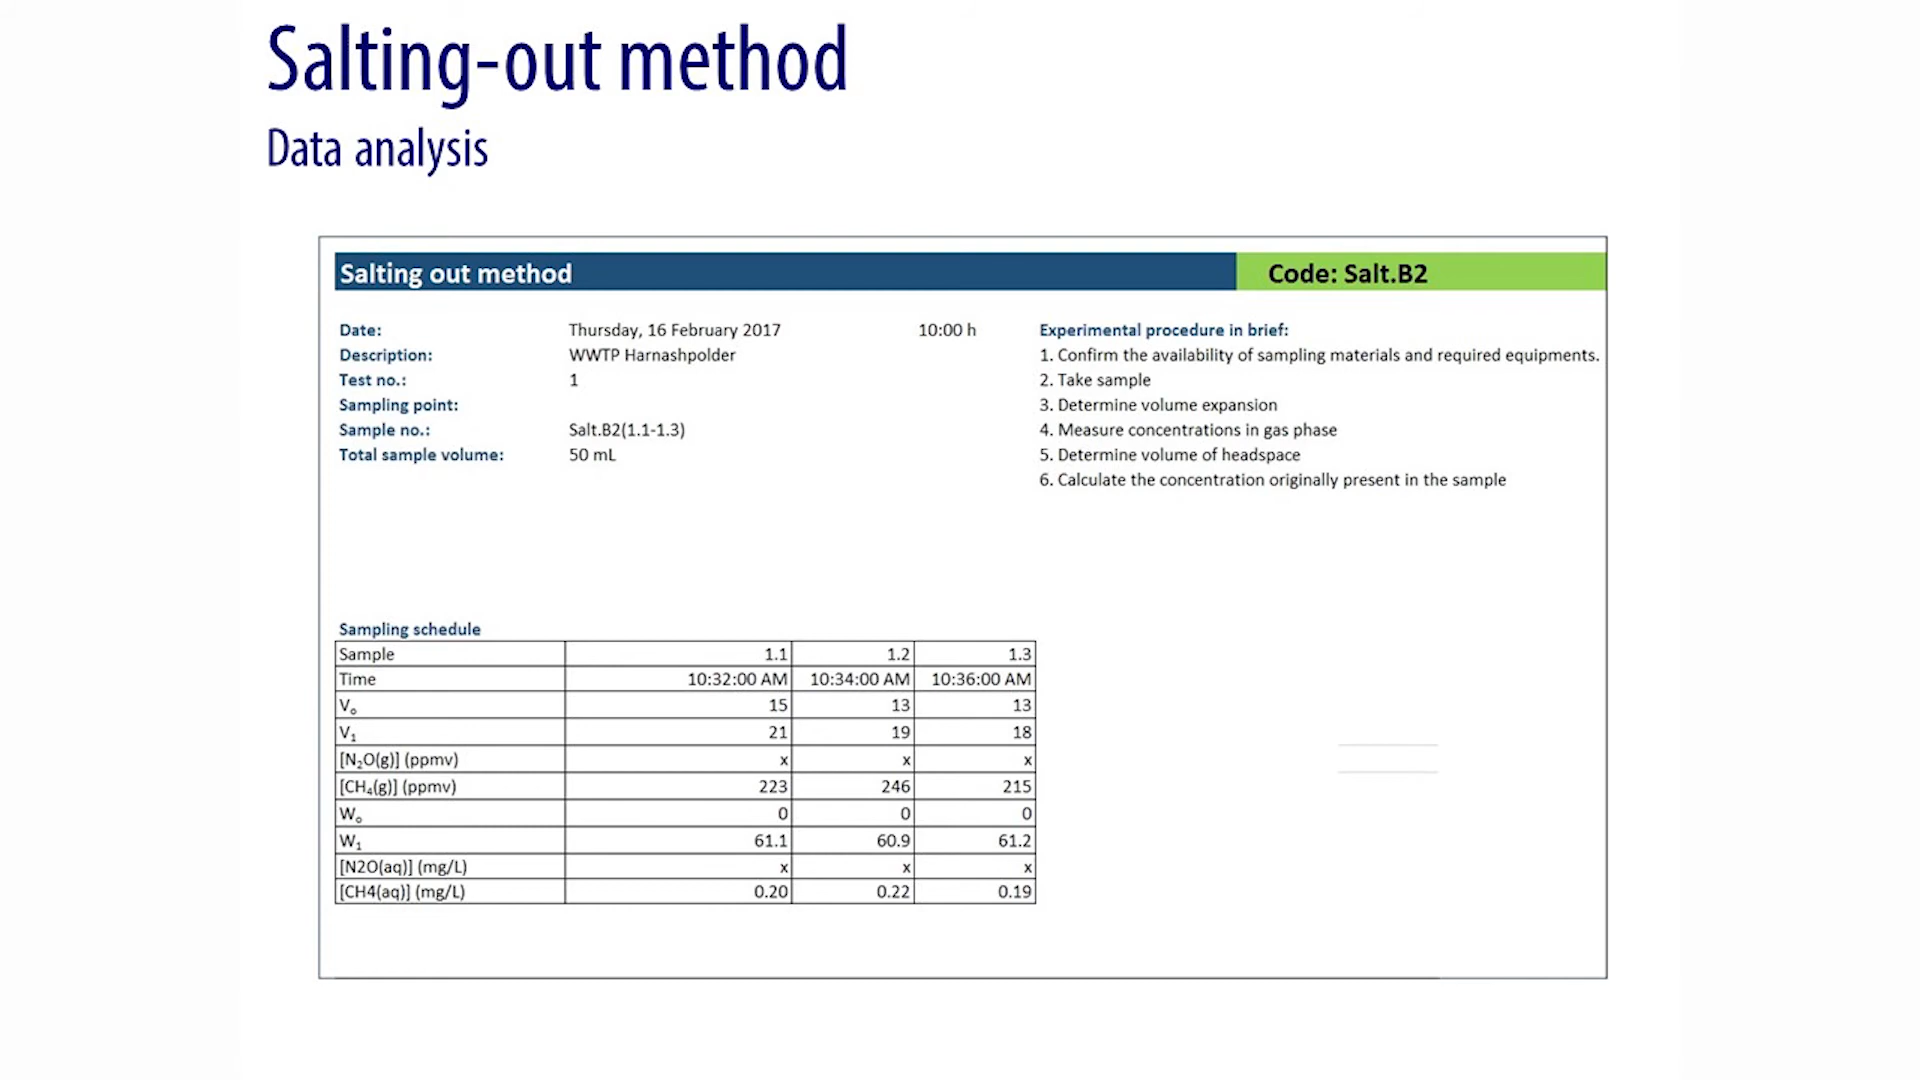 Salting-out method
Data analysis
Salting out method Code: Salt.B2
Date: Thursday, 16 February 2017 10:00 h
Description: WWTP Harnashpolder
Test no.: 1
Sampling point:
Sample no.: Salt.B2(1.1-1.3)
Total sample volume: 50 mL
Experimental procedure in brief:
1. Confirm the availability of sampling materials and required equipments.
2. Take sample
3. Determine volume expansion
4. Measure concentrations in gas phase
5. Determine volume of headspace
6. Calculate the concentration originally present in the sample
Sampling schedule
Sample 1.1 1.2 1.3
Time 10:32:00 AM 10:34:00 AM 10:36:00 AM
Vₒ 15 13 13
V₁ 21 19 18
[N₂O(g)] (ppmv) x x x
[CH₄(g)] (ppmv) 223 246 215
Wₒ 0 0 0
W₁ 61.1 60.9 61.2
[N2O(aq)] (mg/L) x x x
[CH4(aq)] (mg/L) 0.20 0.22 0.19